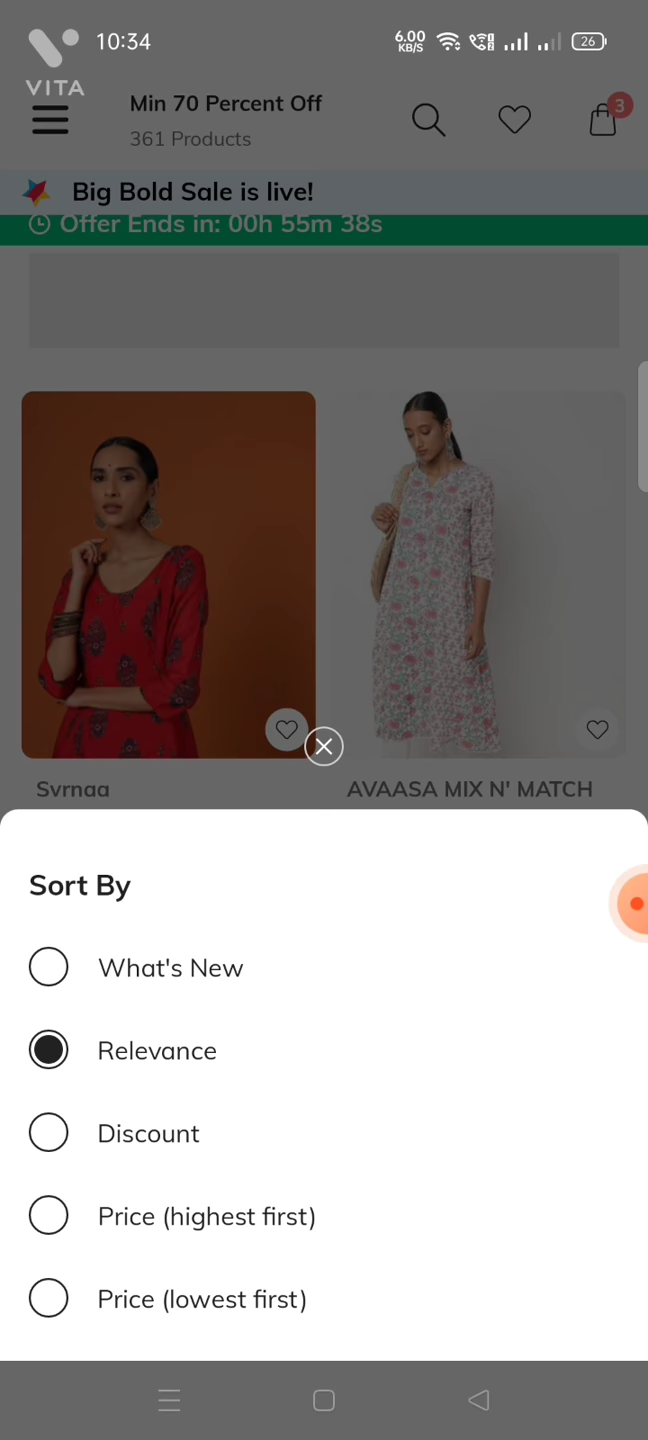 VITA
10:34
6.00
KB/S
26
Min 70 Percent Off
361 Products
3
Big Bold Sale is live!
Offer Ends in: 00h 55m 38s
Svrnaa
AVAASA MIX N' MATCH
Sort By
What's New
Relevance
Discount
Price (highest first)
Price (lowest first)